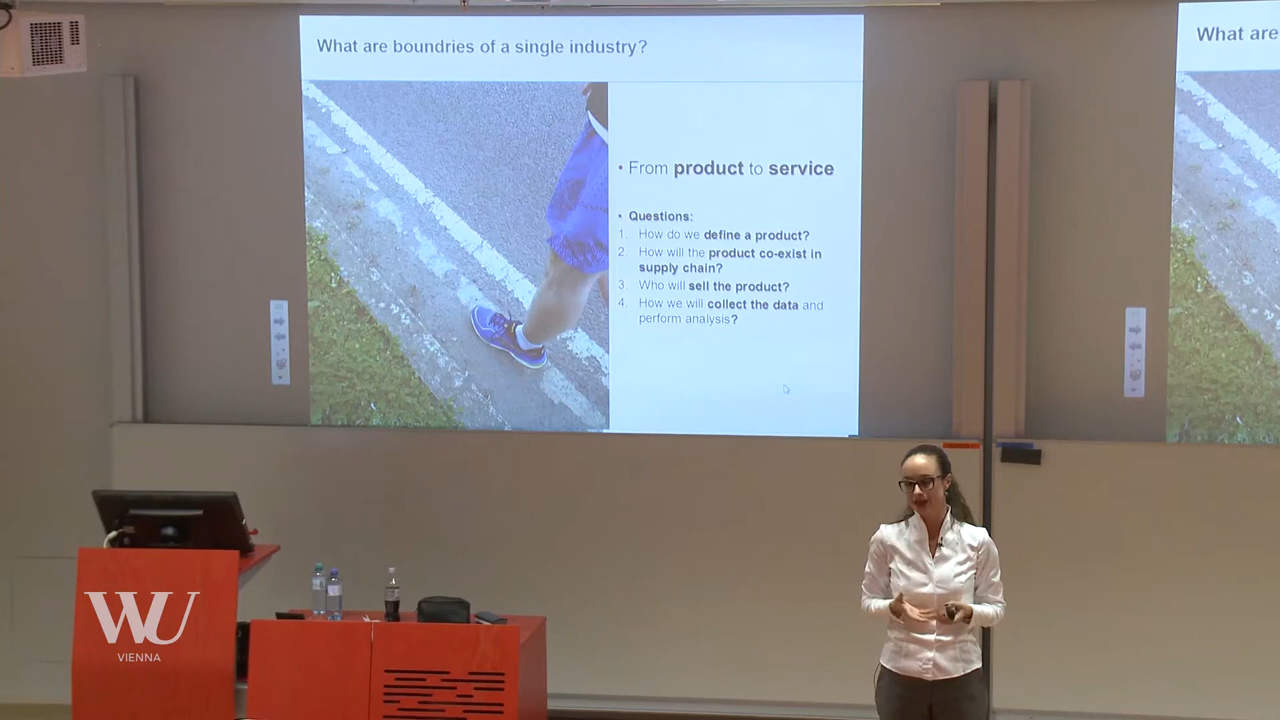 What are boundries of a single industry?
What are
• From product to service
• Questions:
1. How do we define a product?
2. How will the product co-exist in
supply chain?
3. Who will sell the product?
4. How we will collect the data and
perform analysis?
WU
VIENNA